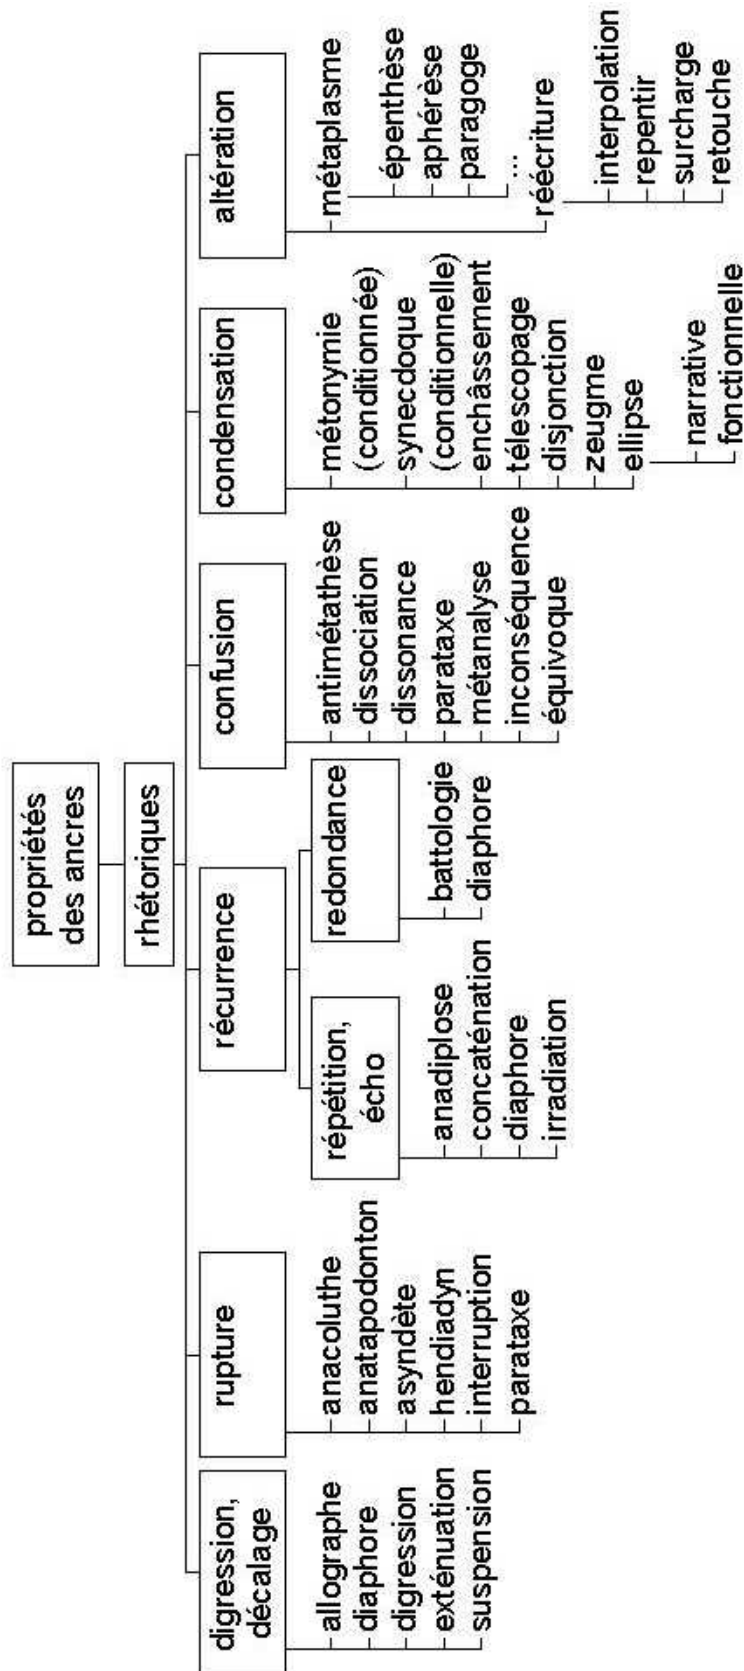 propriétés
des ancres
rhétoriques
digression,
décalage
allographe
diaphore
digression
exténuation
suspension
rupture
anacoluthe
anatapodonton
asyndète
hendiadyn
interruption
parataxe
récurrence
répétition,
écho
anadiplose
concaténation
diaphore
irradiation
redondance
battologie
diaphore
confusion
antimétathèse
dissociation
dissonance
parataxe
métanalyse
inconséquence
équivoque
condensation
métonymie
(conditionnée)
synecdoque
(conditionnelle)
enchâssement
télescopage
disjonction
zeugme
ellipse
narrative
fonctionnelle
altération
métaplasme
épenthèse
aphérèse
paragoge
...
réécriture
interpolation
repentir
surcharge
retouche